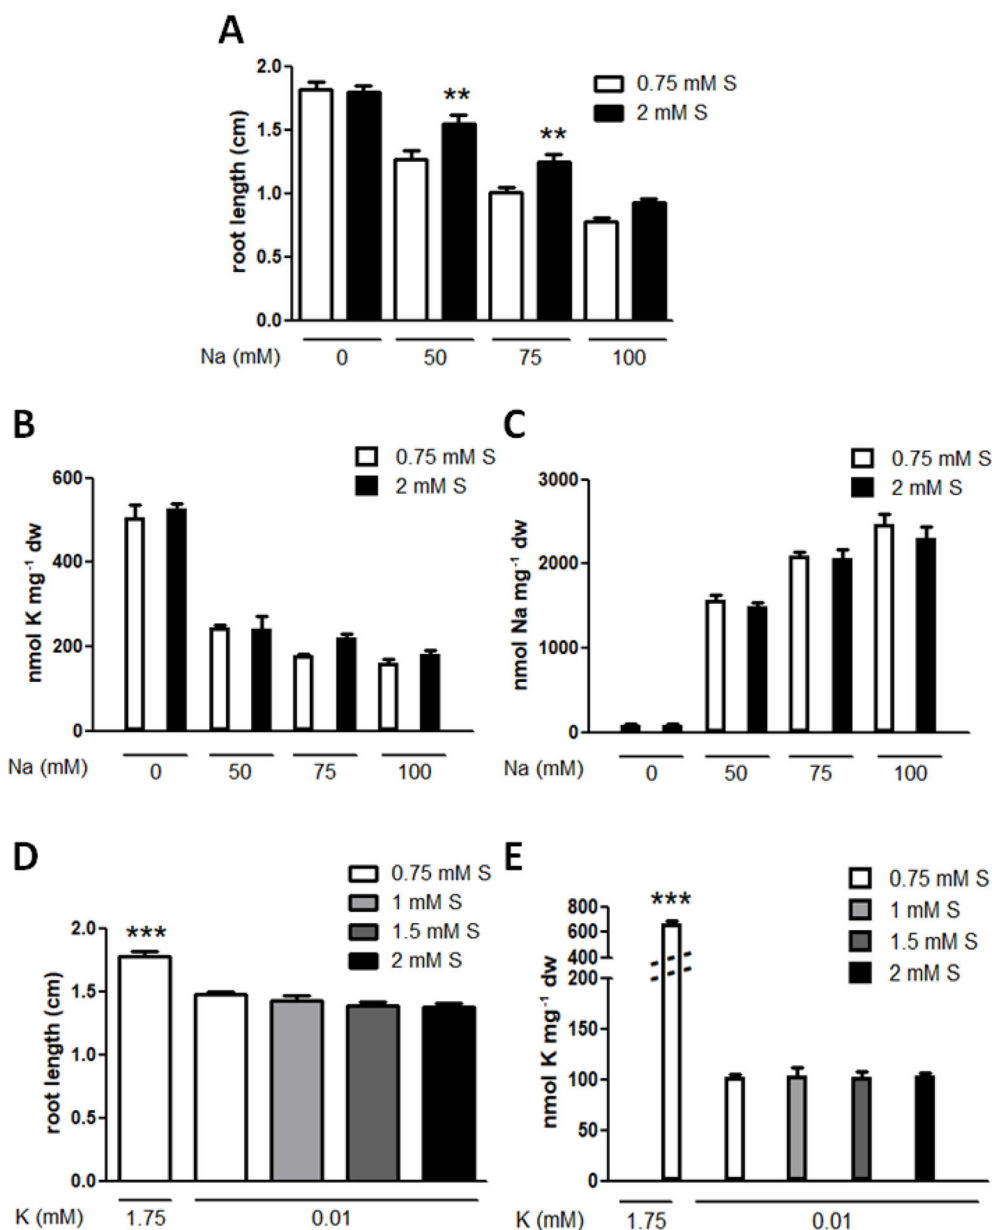 A
2.0
1.5
1.0
0.5
0.0
root length (cm)
0.75 mM S
2 mM S
**
**
Na (mM)
0
50
75
100
B
600
400
200
0
nmol K mg⁻¹ dw
0.75 mM S
2 mM S
Na (mM)
0
50
75
100
C
3000
2000
1000
0
nmol Na mg⁻¹ dw
0.75 mM S
2 mM S
Na (mM)
0
50
75
100
D
2.0
1.5
1.0
0.5
0.0
root length (cm)
0.75 mM S
1 mM S
1.5 mM S
2 mM S
***
K (mM)
1.75
0.01
E
800
600
400
200
150
100
50
0
nmol K mg⁻¹ dw
0.75 mM S
1 mM S
1.5 mM S
2 mM S
***
K (mM)
1.75
0.01